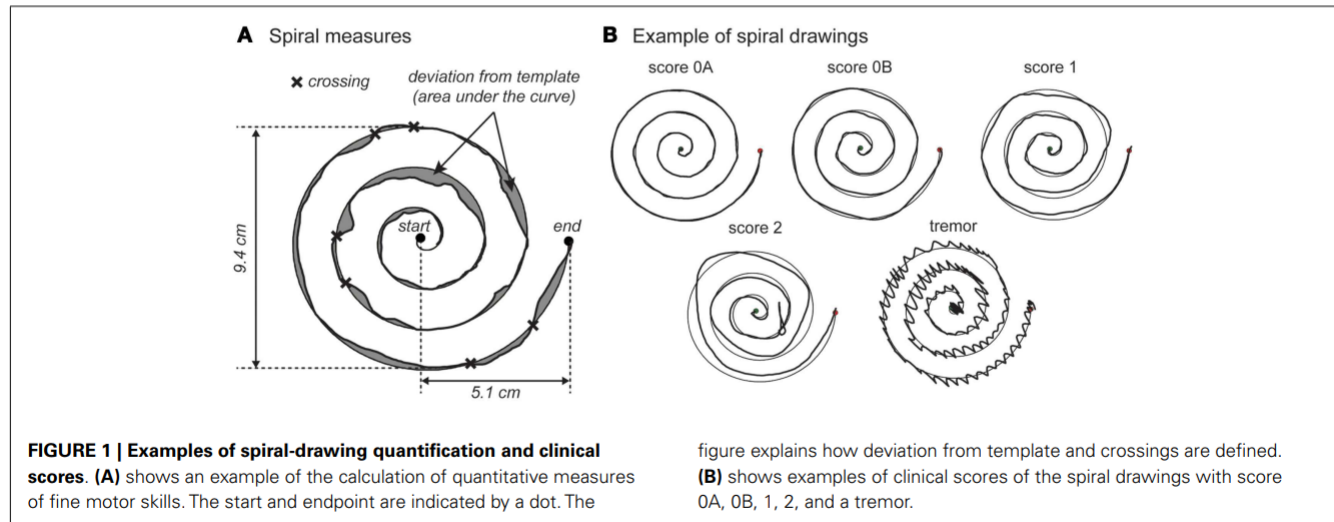 A Spiral measures
✖ crossing
deviation from template
(area under the curve)
start
end
9.4 cm
5.1 cm
B Example of spiral drawings
score 0A
score 0B
score 1
score 2
tremor
FIGURE 1 | Examples of spiral-drawing quantification and clinical
scores. (A) shows an example of the calculation of quantitative measures
of fine motor skills. The start and endpoint are indicated by a dot. The
figure explains how deviation from template and crossings are defined.
(B) shows examples of clinical scores of the spiral drawings with score
0A, 0B, 1, 2, and a tremor.